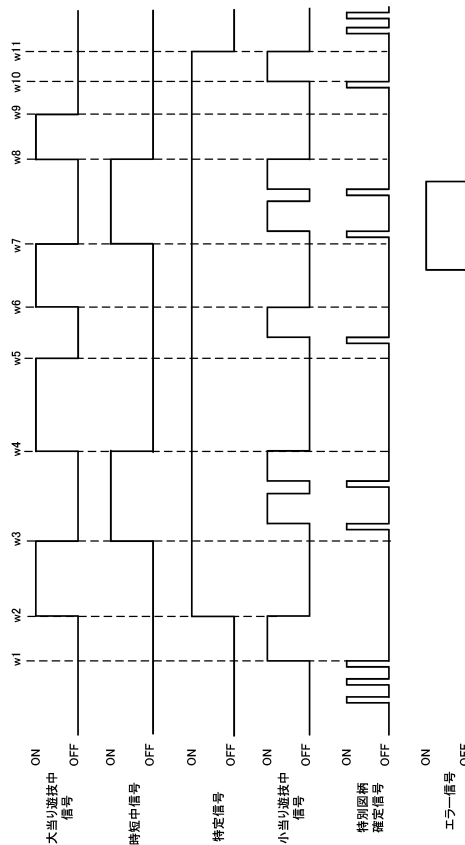 w1
w2
w3
w4
w5
w6
w7
w8
w9
w10
w11
大当り遊技中
信号
ON
OFF
時短中信号
ON
OFF
特定信号
ON
OFF
小当り遊技中
信号
ON
OFF
特別図柄
確定信号
ON
OFF
エラー信号
ON
OFF